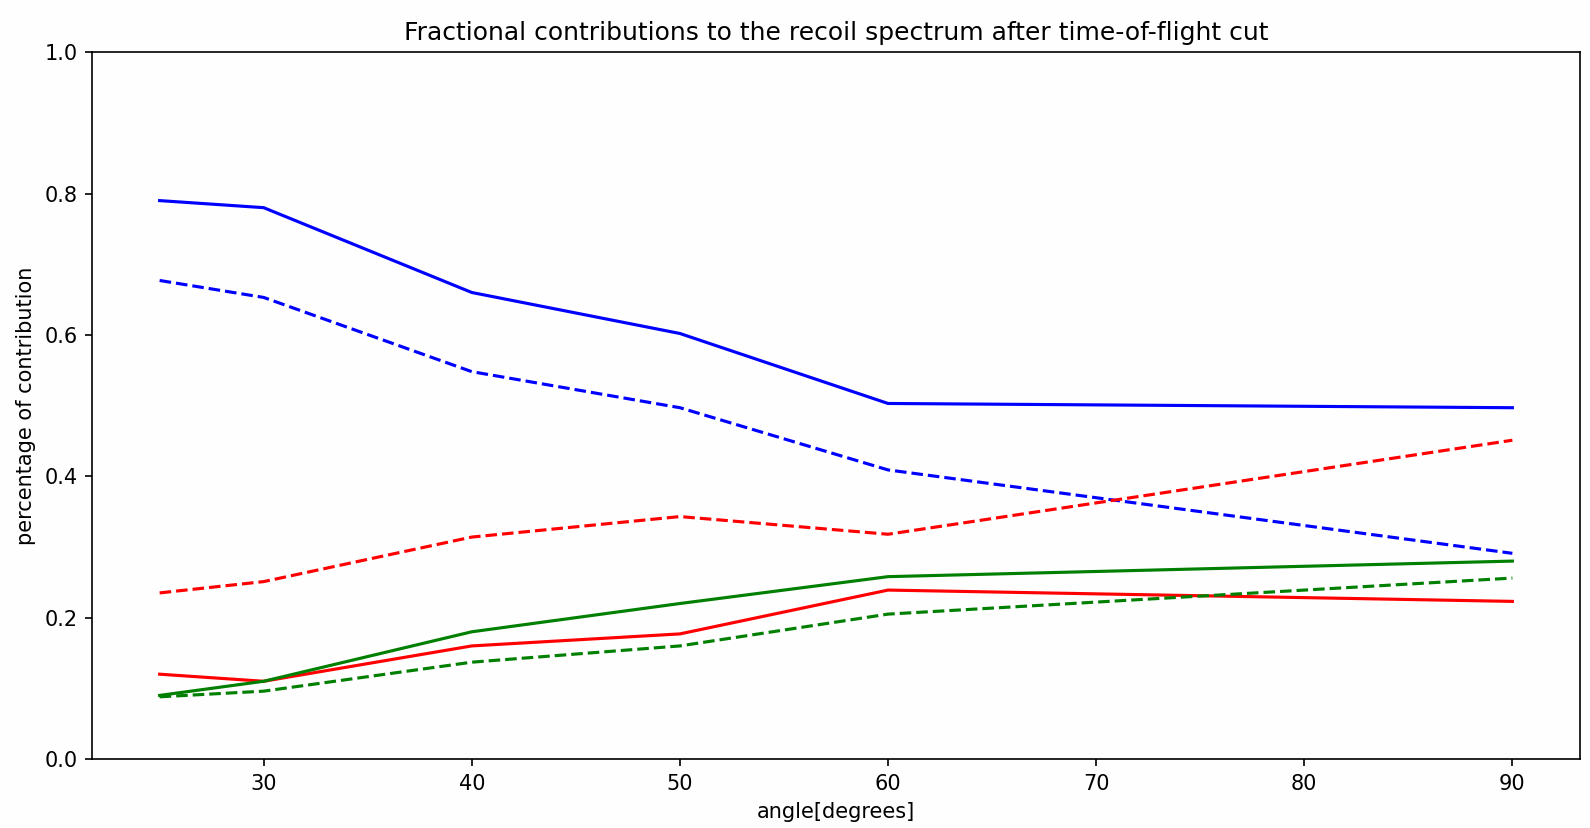 Fractional contributions to the recoil spectrum after time-of-flight cut
1.0
0.8
0.6
0.4
0.2
0.0
percentage of contribution
30 40 50 60 70 80 90
angle[degrees]